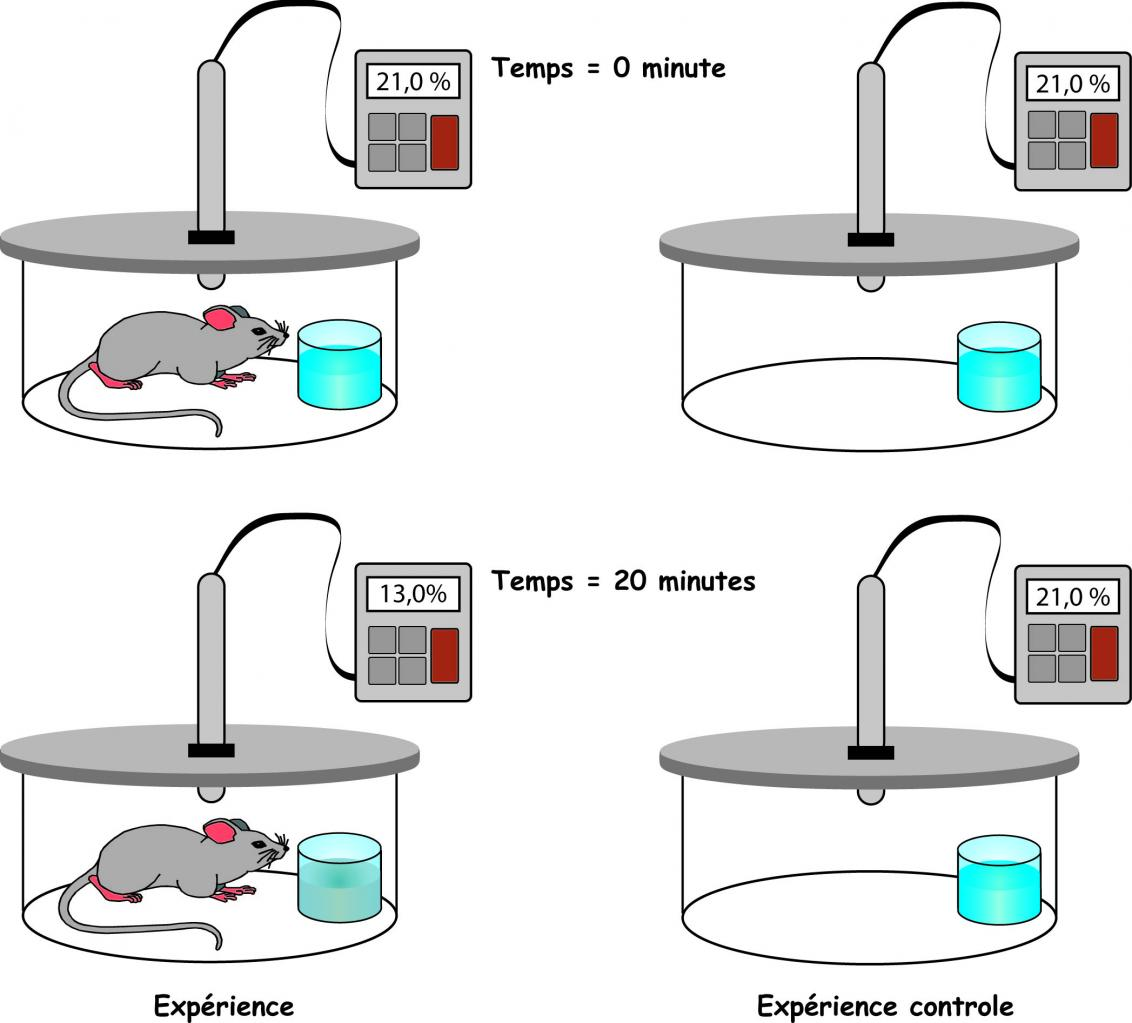 21,0 %
Temps = 0 minute
21,0 %
13,0%
Temps = 20 minutes
21,0 %
Expérience
Expérience controle